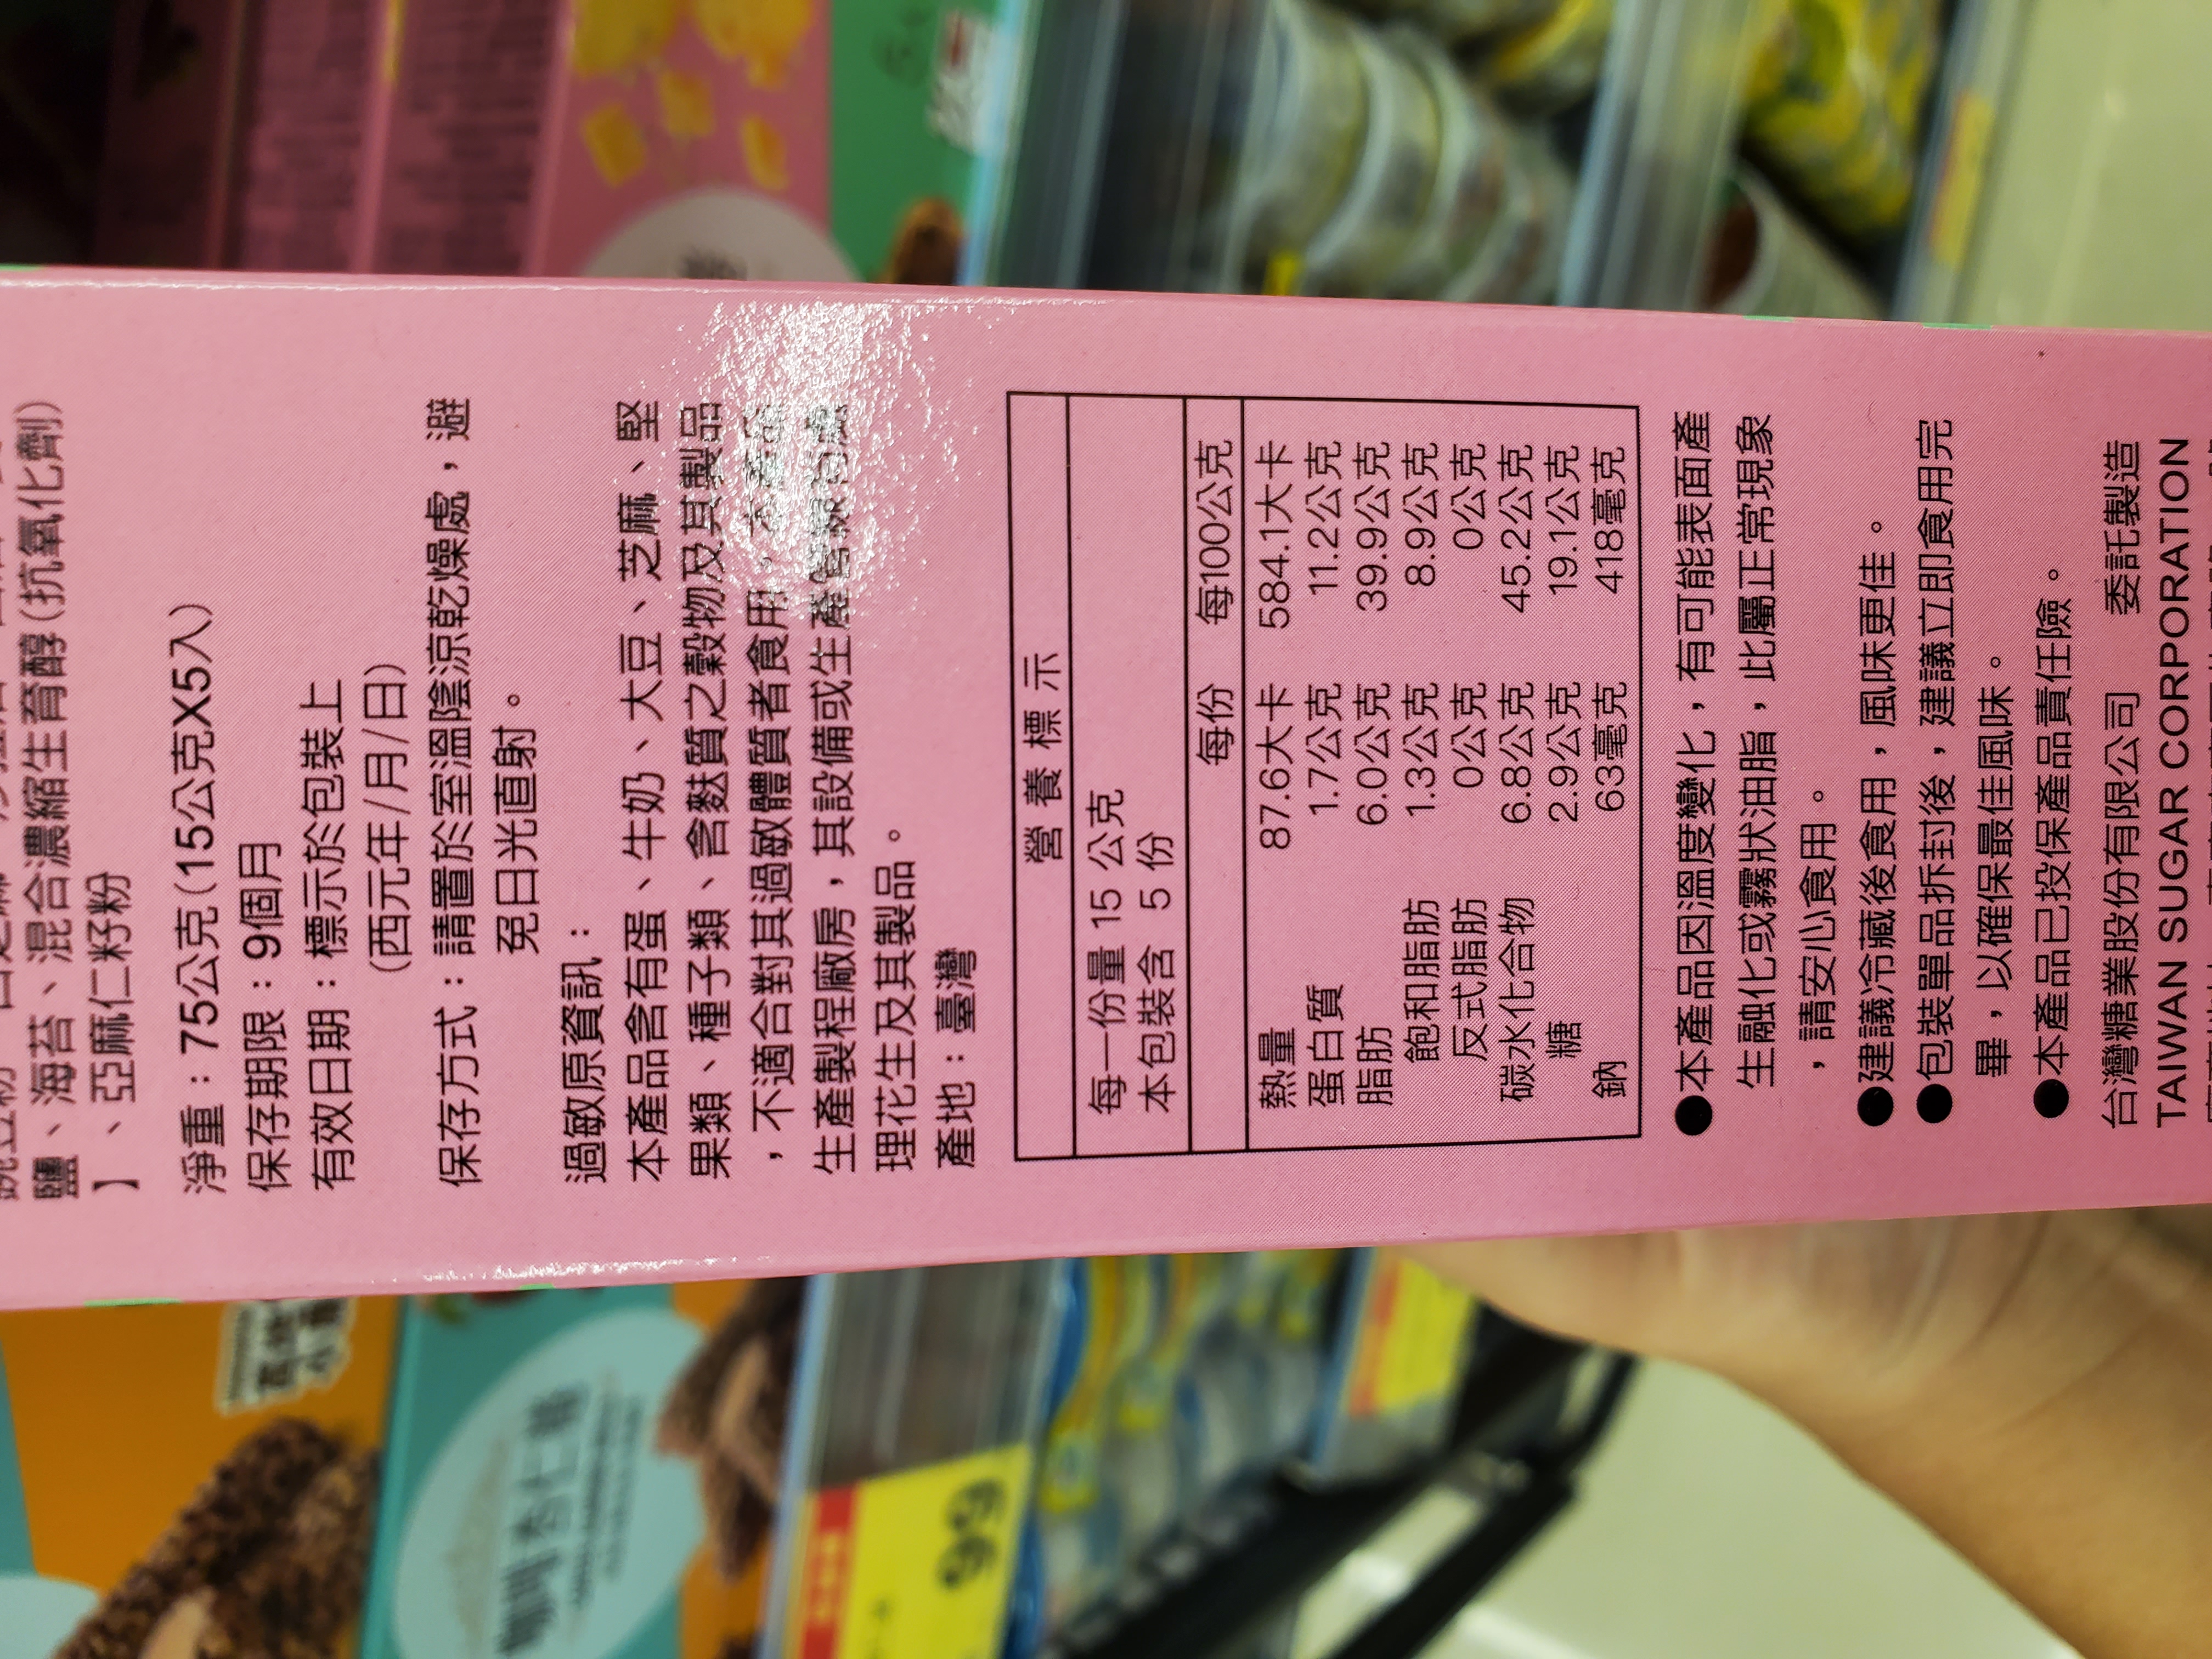 鹽、海苔、混合濃縮生育醇(抗氧化劑)
】、亞麻仁籽粉
淨重：75公克(15公克X5入)
保存期限：9個月
有效日期：標示於包裝上
(西元年/月/日)
保存方式：請置於室溫陰涼乾燥處，避
免日光直射。
過敏原資訊：
本產品含有蛋、牛奶、大豆、芝麻、堅
果類、種子類、含麩質之穀物及其製品
，不適合對其過敏體質者食用。本產品
生產製程廠房，其設備或生產管線有處
理花生及其製品。
產地：臺灣
營養標示
每一份量 15 公克
本包裝含 5 份
每份 每100公克
熱量 87.6大卡 584.1大卡
蛋白質 1.7公克 11.2公克
脂肪 6.0公克 39.9公克
飽和脂肪 1.3公克 8.9公克
反式脂肪 0公克 0公克
碳水化合物 6.8公克 45.2公克
糖 2.9公克 19.1公克
鈉 63毫克 418毫克
●本產品因溫度變化，有可能表面產
生融化或霧狀油脂，此屬正常現象
，請安心食用。
●建議冷藏後食用，風味更佳。
●包裝單品拆封後，建議立即食用完
畢，以確保最佳風味。
●本產品已投保產品責任險。
台灣糖業股份有限公司 委託製造
TAIWAN SUGAR CORPORATION
99